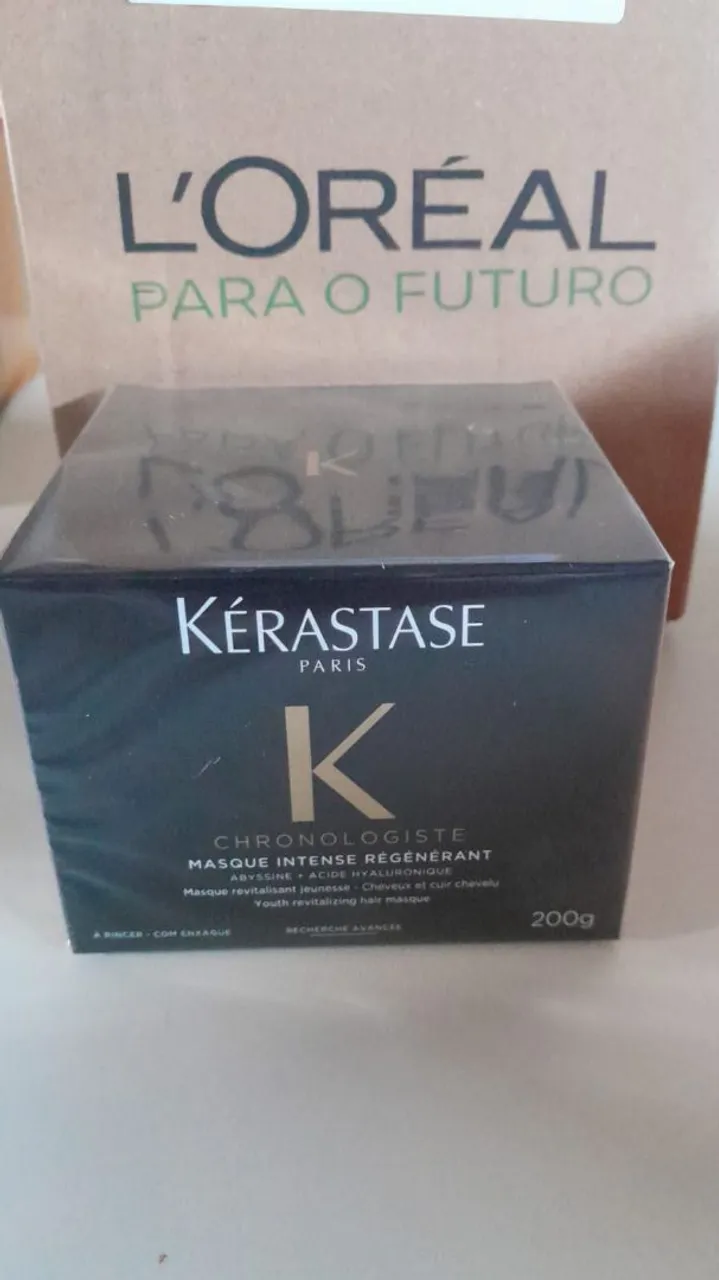 L'ORÉAL
PARA O FUTURO
K
KÉRASTASE
PARIS
K
CHRONOLOGISTE
MASQUE INTENSE RÉGÉNÉRANT
ABYSSINE + ACIDE HYALURONIQUE
Masque revitalisant jeunesse - Cheveux et cuir chevelu
Youth revitalizing hair masque
200g
À RINCER - COM ENXÁGUE
RECHERCHE AVANCÉE